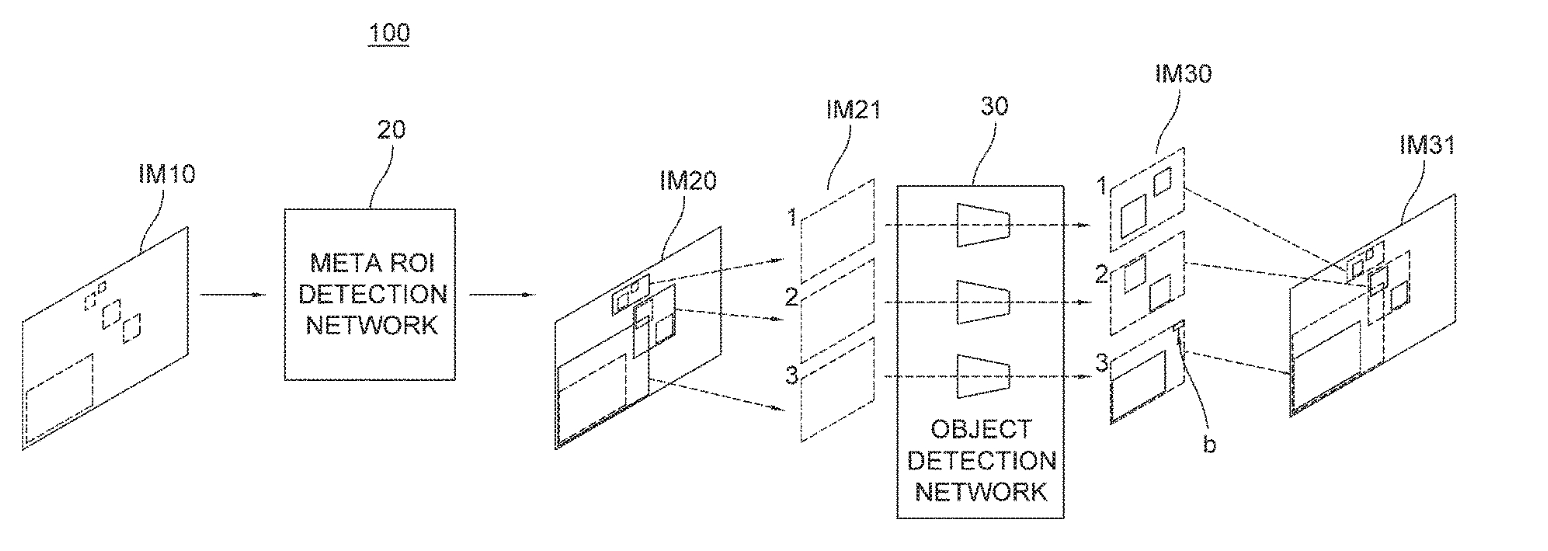 100
IM10
20
META ROI
DETECTION
NETWORK
IM20
IM21
1
2
3
30
OBJECT
DETECTION
NETWORK
IM30
1
2
3
b
IM31